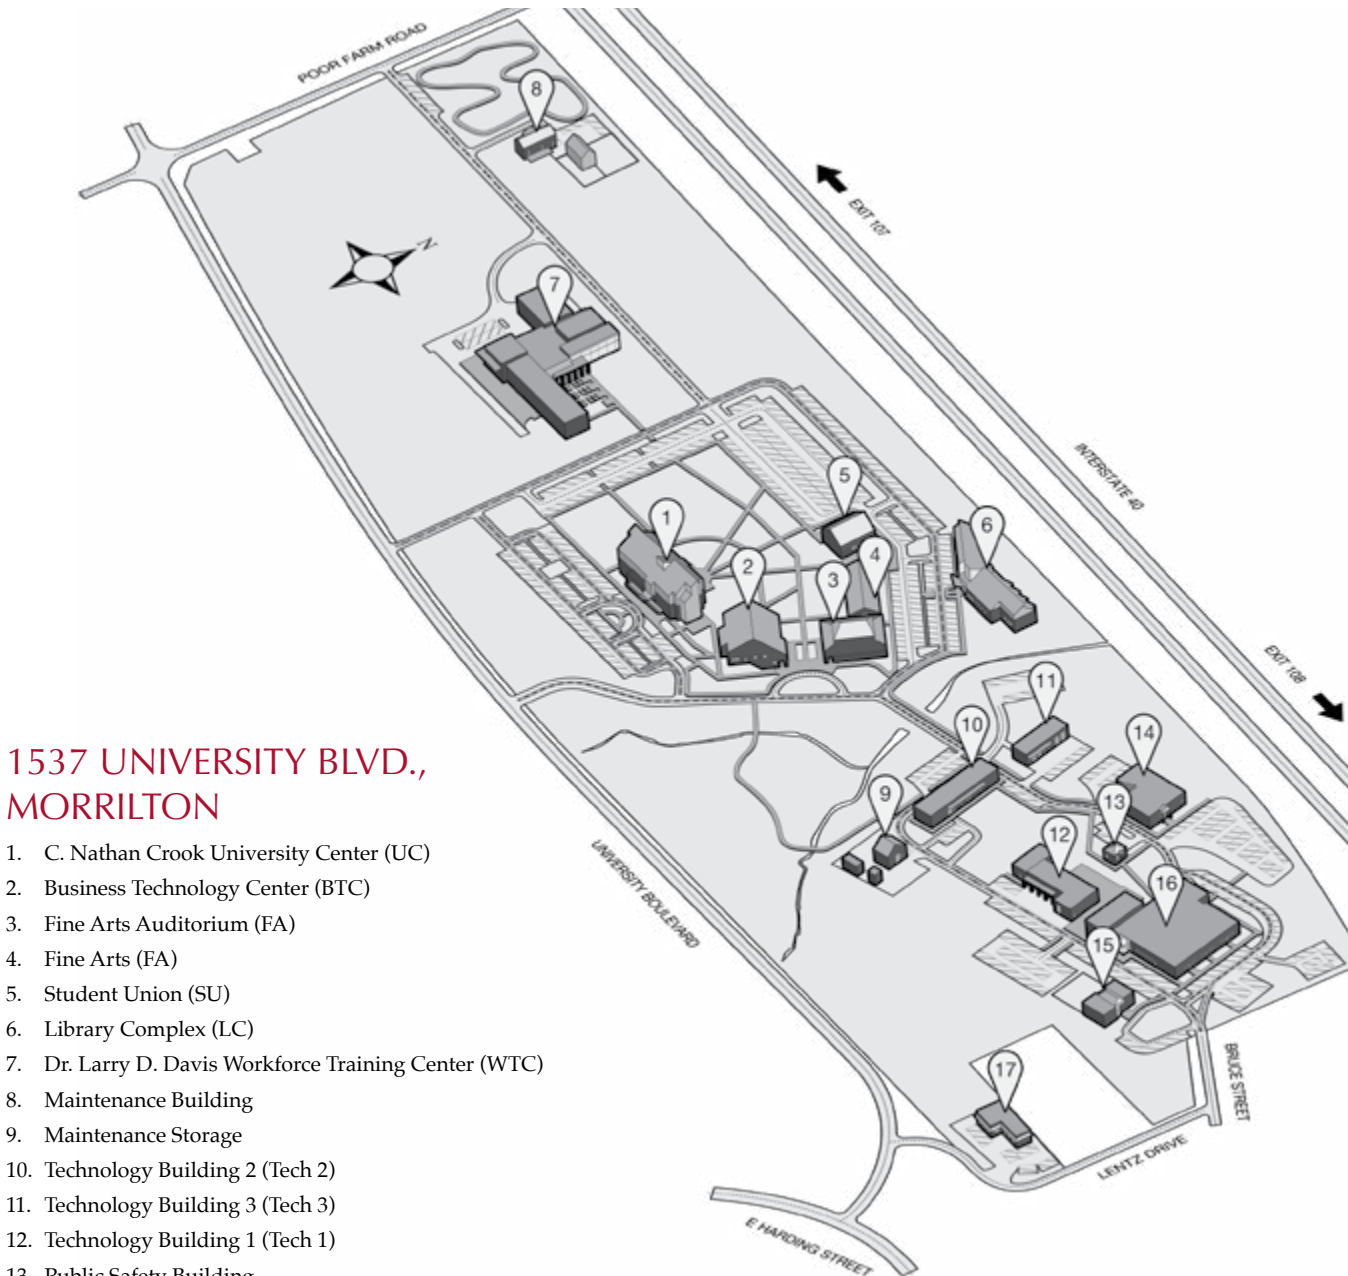 POOR FARM ROAD
8
EXIT 107
N
7
INTERSTATE 40
5
1
6
4
2
3
EXIT 108
11
10
14
1537 UNIVERSITY BLVD.,
MORRILTON
9
13
12
1. C. Nathan Crook University Center (UC)
2. Business Technology Center (BTC)
UNIVERSITY BOULEVARD
16
3. Fine Arts Auditorium (FA)
15
4. Fine Arts (FA)
5. Student Union (SU)
6. Library Complex (LC)
7. Dr. Larry D. Davis Workforce Training Center (WTC)
17
BRUCE STREET
8. Maintenance Building
9. Maintenance Storage
LENTZ DRIVE
10. Technology Building 2 (Tech 2)
11. Technology Building 3 (Tech 3)
E HARDING STREET
12. Technology Building 1 (Tech 1)
13. Public Safety Building